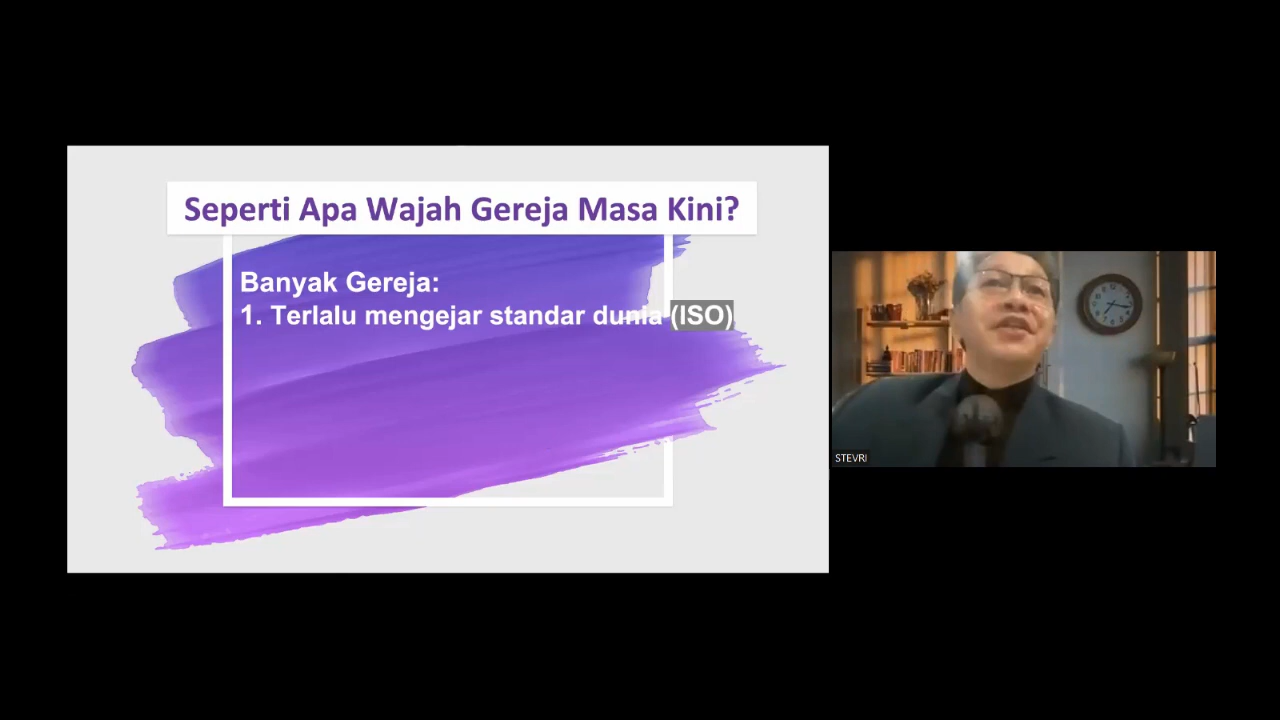 Seperti Apa Wajah Gereja Masa Kini?
Banyak Gereja:
1. Terlalu mengejar standar dunia (ISO)
STEVRI